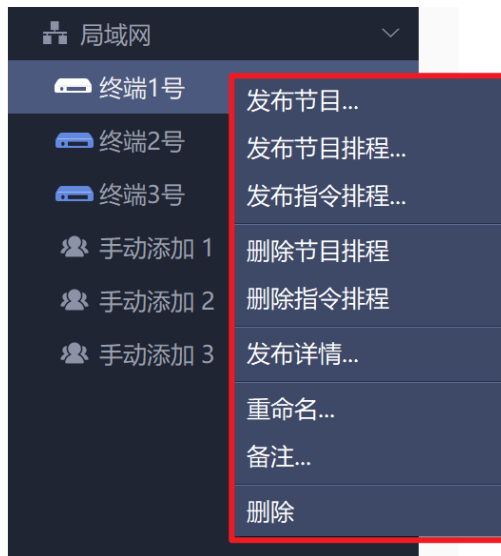 局域网
终端1号
终端2号
终端3号
手动添加 1
手动添加 2
手动添加 3
发布节目...
发布节目排程...
发布指令排程...
删除节目排程
删除指令排程
发布详情...
重命名...
备注...
删除